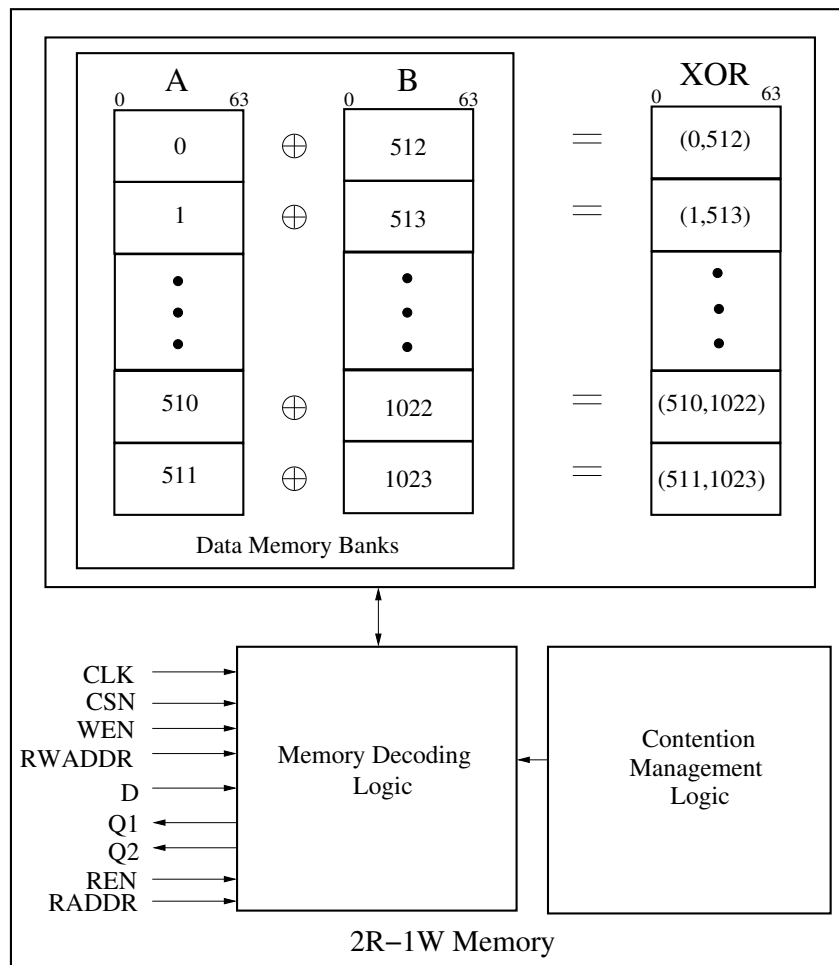 A B XOR
0 63 0 63 0 63
0 ⊕ 512 = (0,512)
1 ⊕ 513 = (1,513)
510 ⊕ 1022 = (510,1022)
511 ⊕ 1023 = (511,1023)
Data Memory Banks
CLK
CSN
WEN
RWADDR
D
Q1
Q2
REN
RADDR
Memory Decoding
Logic
Contention
Management
Logic
2R−1W Memory